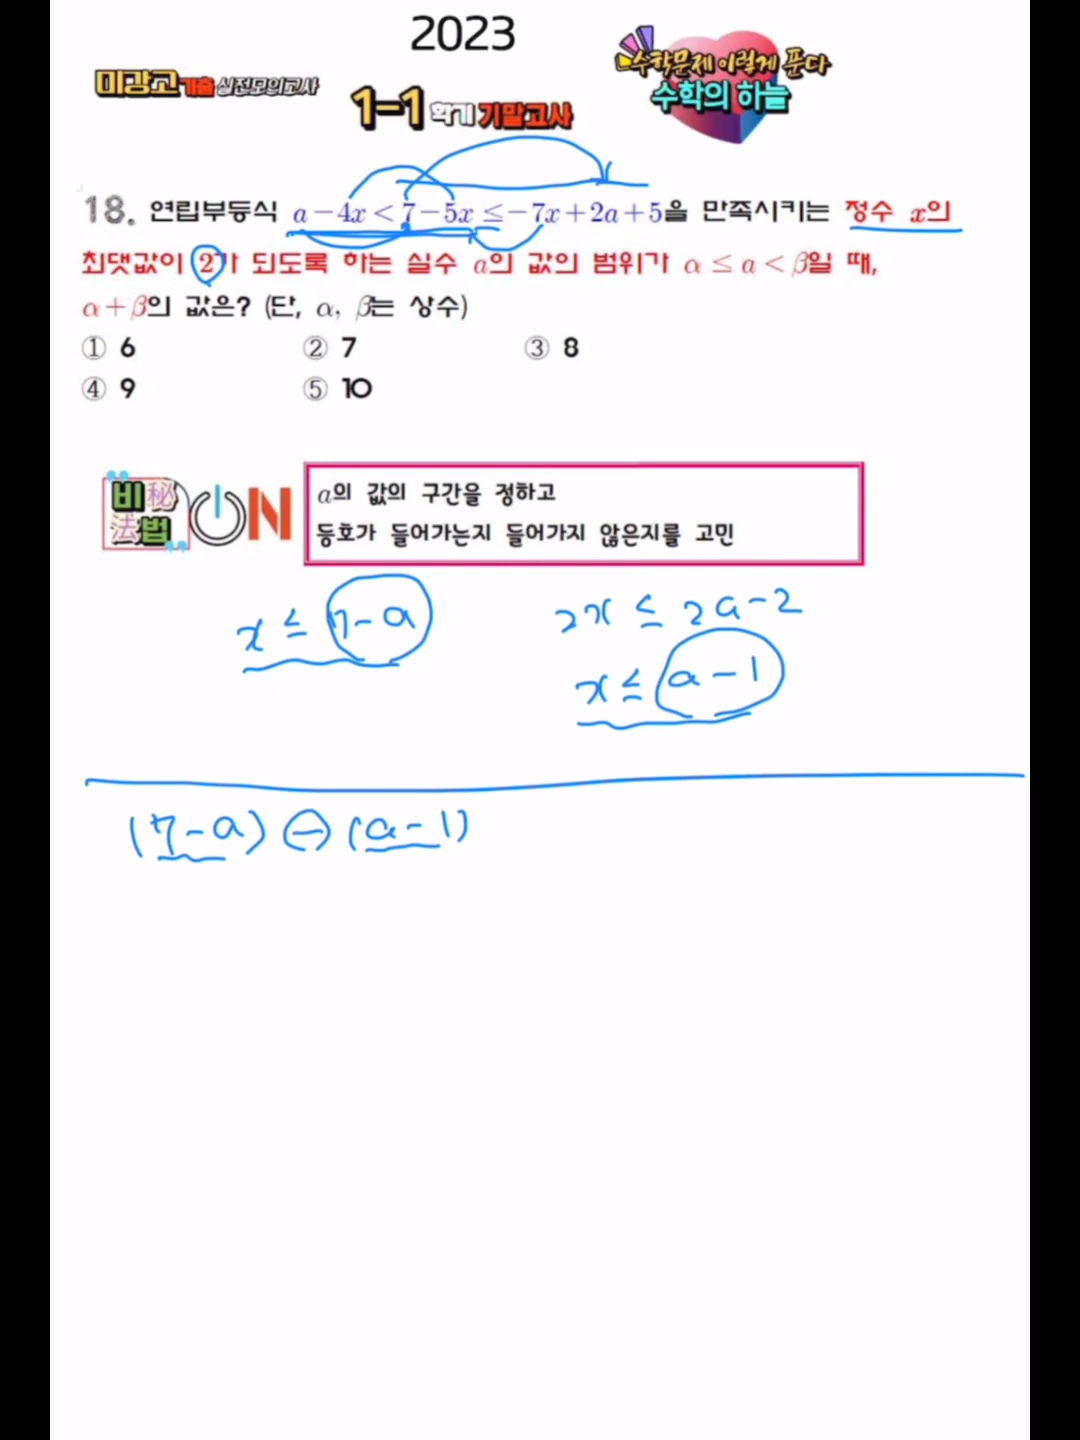 2023
미강고기출 실전모의고사
1-1 학기 기말고사
수학문제 이렇게 푼다
수학의 하늘
18. 연립부등식 a-4x<7-5x≤-7x+2a+5을 만족시키는 정수 x의
최댓값이 2가 되도록 하는 실수 a의 값의 범위가 α≤a<β일 때,
α+β의 값은? (단, α, β는 상수)
① 6 ② 7 ③ 8
④ 9 ⑤ 10
비秘
法법
ON
a의 값의 구간을 정하고
등호가 들어가는지 들어가지 않은지를 고민
x ≤ 7-a
2x ≤ 2a-2
x ≤ a-1
(7-a) - (a-1)